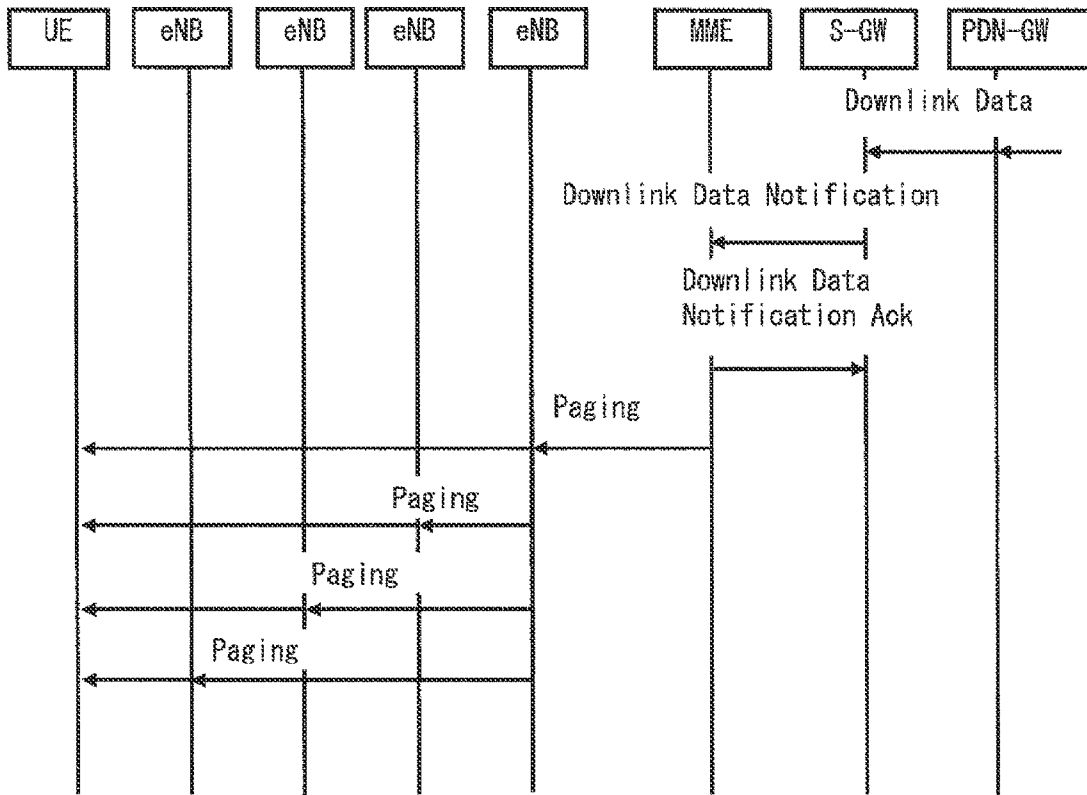 UE
eNB
eNB
eNB
eNB
MME
S-GW
PDN-GW
Downlink Data
Downlink Data Notification
Downlink Data
Notification Ack
Paging
Paging
Paging
Paging